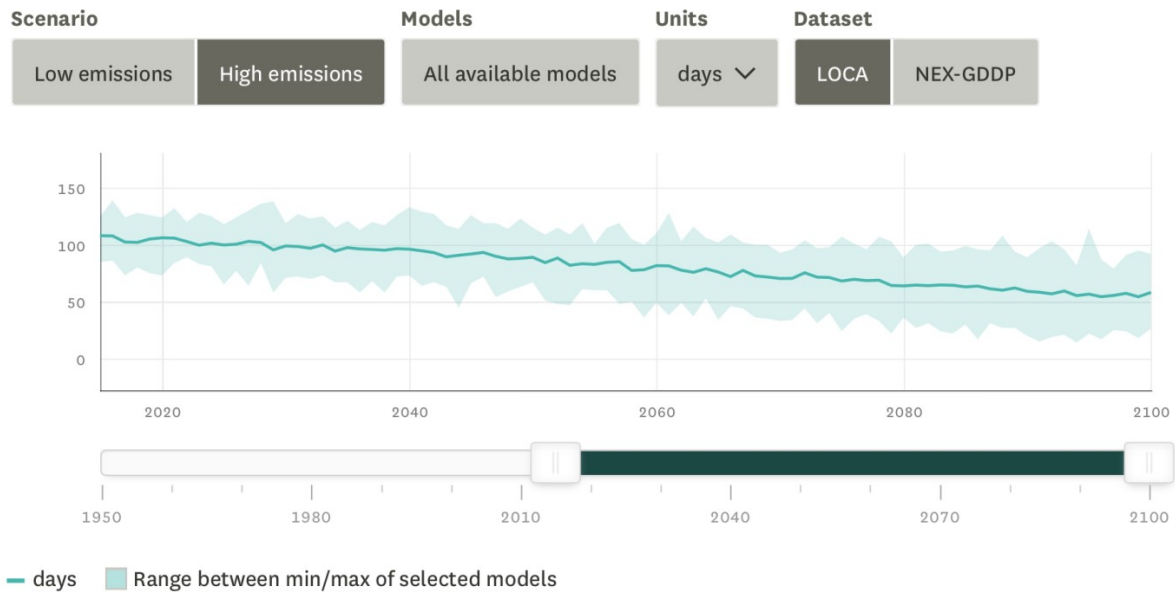 Scenario Models Units Dataset
Low emissions High emissions All available models days LOCA NEX-GDDP
150
100
50
0
2020 2040 2060 2080 2100
1950 1980 2010 2040 2070 2100
days Range between min/max of selected models